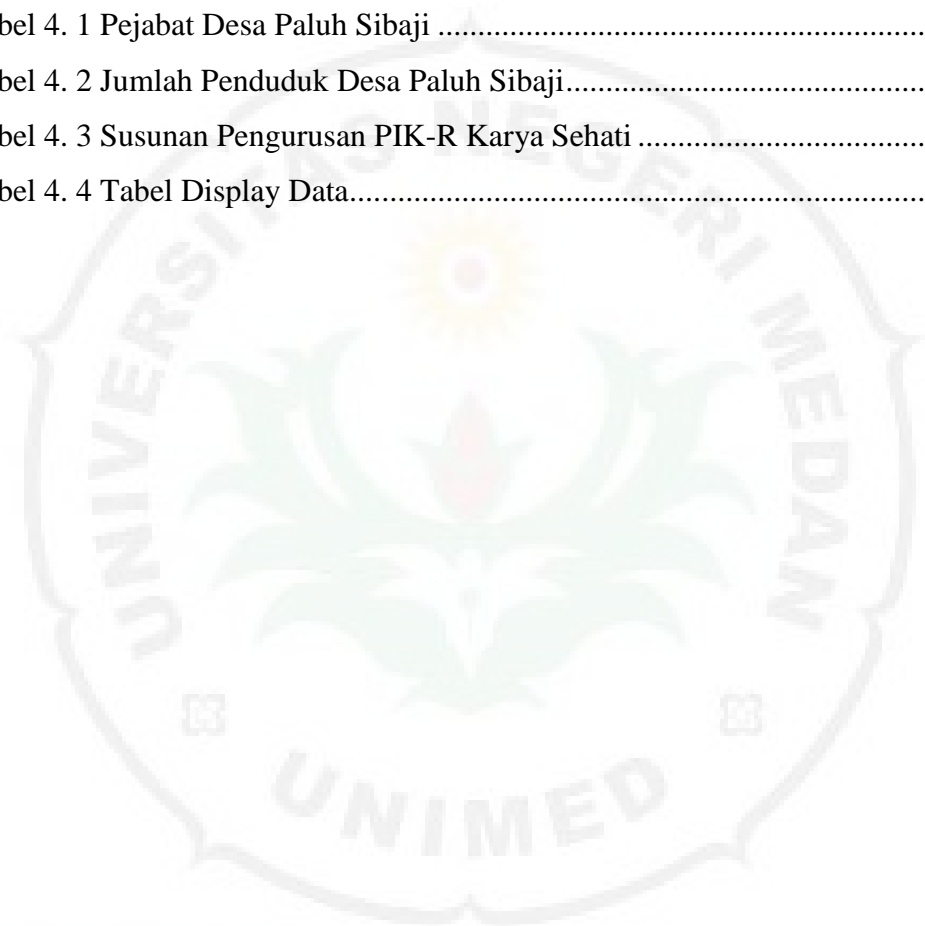 bel 4. 1 Pejabat Desa Paluh Sibaji ..............................................................
bel 4. 2 Jumlah Penduduk Desa Paluh Sibaji..............................................
bel 4. 3 Susunan Pengurusan PIK-R Karya Sehati ....................................
bel 4. 4 Tabel Display Data.........................................................................
UNIVERSITAS NEGERI MEDAN
UNIMED